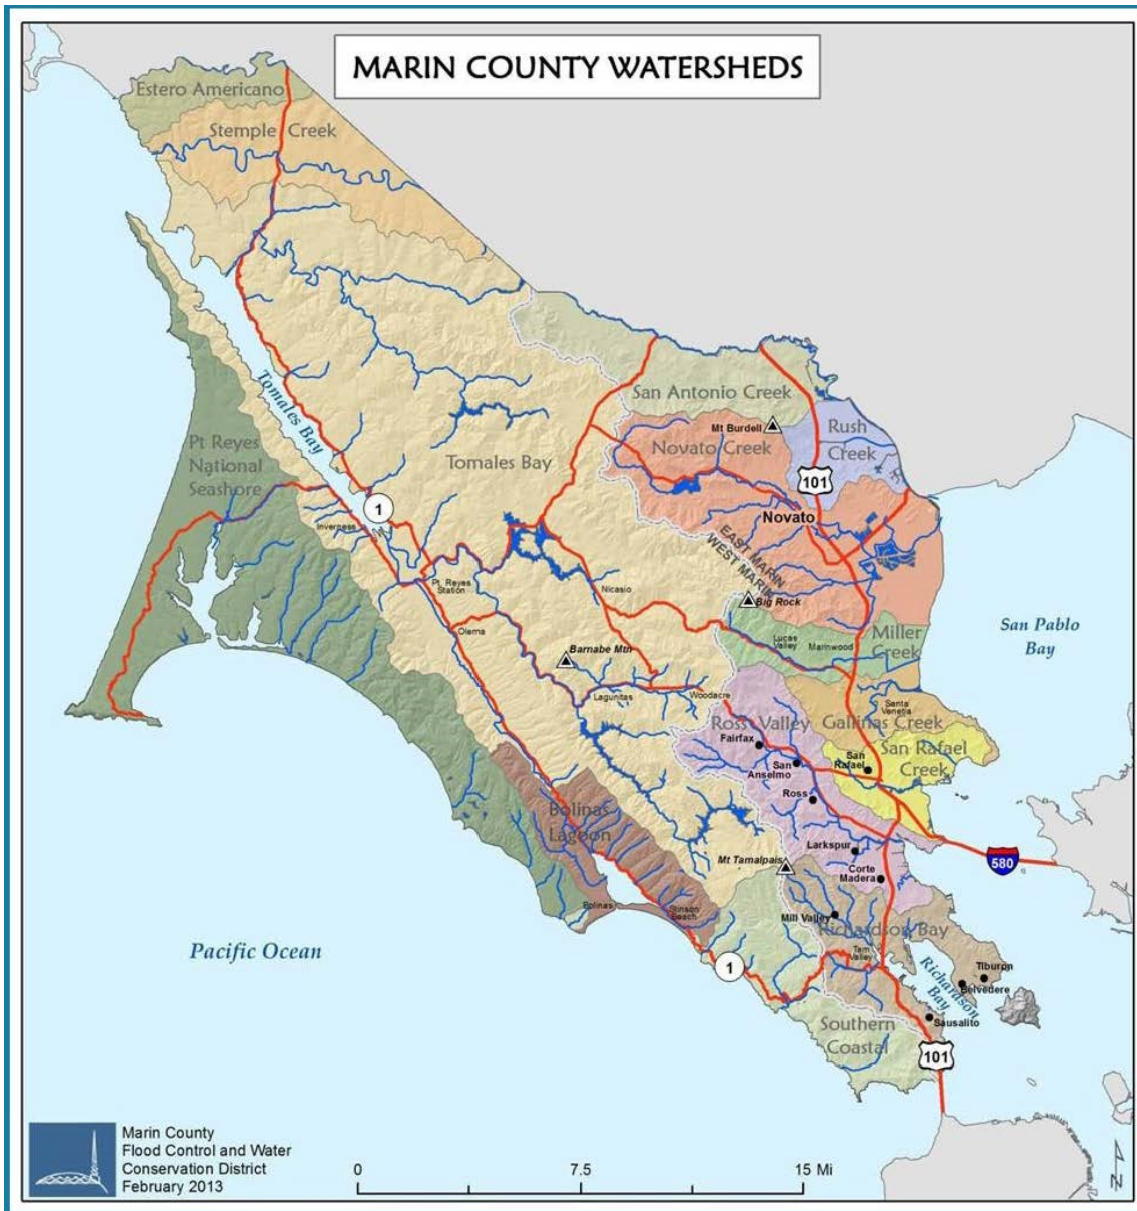 MARIN COUNTY WATERSHEDS
Estero Americano
Stemple Creek
Tomales Bay
San Antonio Creek
Mt Burdell
Rush
Creek
Novato Creek
Pt Reyes
National
Seashore
Tomales Bay
101
1
Novato
Inverness
EAST MARIN
WEST MARIN
Pt. Reyes
Station
Nicasio
Big Rock
Olema
Barnabe Mtn
Lucas
Valley
Marinwood
Miller
Creek
San Pablo
Bay
Lagunitas
Woodacre
Santa
Venetia
Ross Valley
Gallinas Creek
Fairfax
San
Anselmo
San
Rafael
San Rafael
Creek
Ross
Bolinas
Lagoon
Larkspur
580
Mt Tamalpais
Corte
Madera
Bolinas
Stinson
Beach
Mill Valley
Richardson Bay
Pacific Ocean
Tam
Valley
1
Tiburon
Belvedere
Richardson
Bay
Sausalito
Southern
Coastal
101
Marin County
Flood Control and Water
Conservation District
February 2013
0 7.5 15 Mi
N